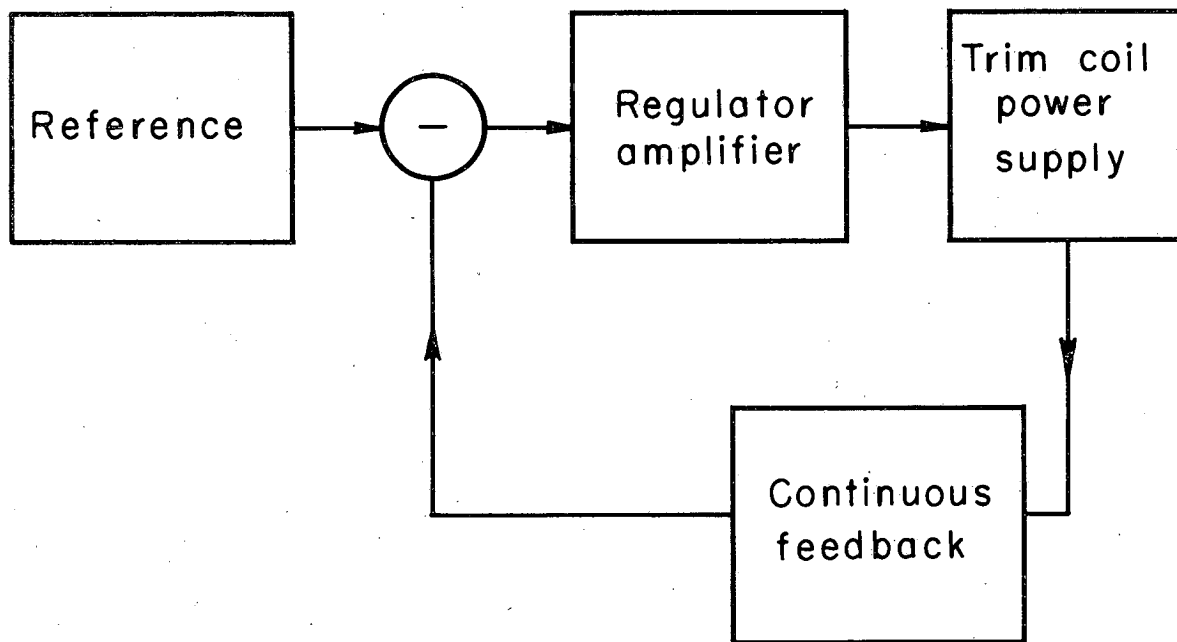 Reference
−
Regulator
amplifier
Trim coil
power
supply
Continuous
feedback